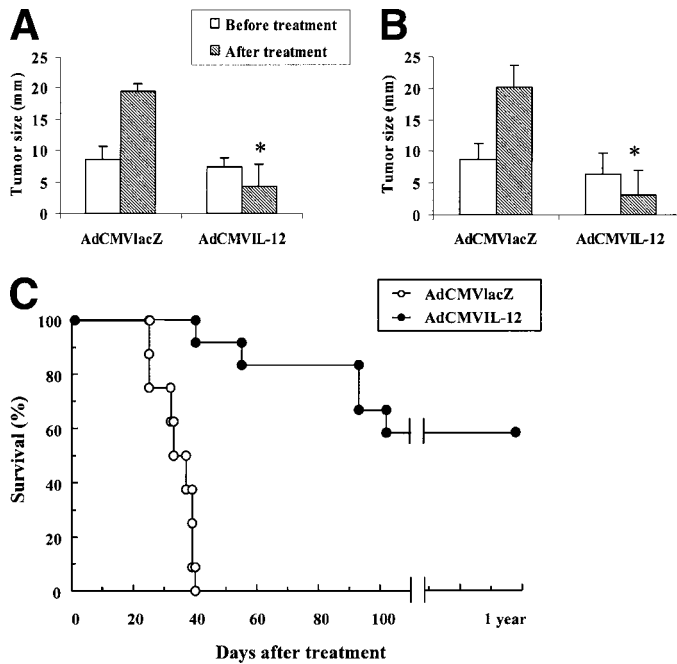 A
B
Before treatment
After treatment
Tumor size (mm)
25
20
15
10
5
0
*
AdCMVlacZ
AdCMVIL-12
Tumor size (mm)
25
20
15
10
5
0
*
AdCMVlacZ
AdCMVIL-12
C
AdCMVlacZ
AdCMVIL-12
Survival (%)
100
80
60
40
20
0
0 20 40 60 80 100 1 year
Days after treatment